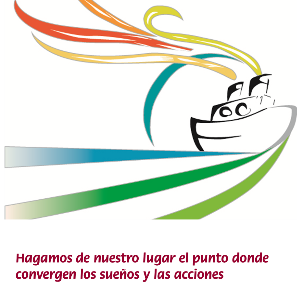 Hagamos de nuestro lugar el punto donde
convergen los sueños y las acciones